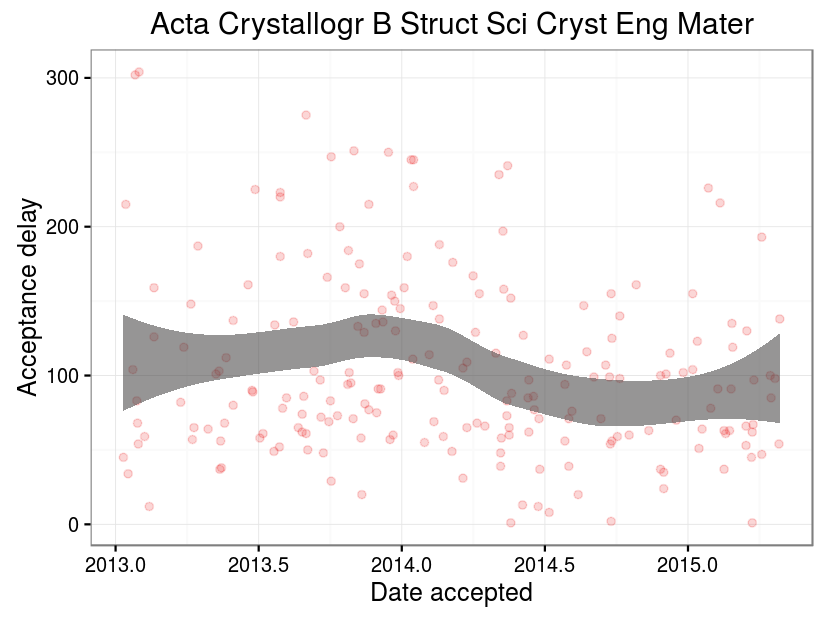 Acta Crystallogr B Struct Sci Cryst Eng Mater
300
200
100
0
Acceptance delay
2013.0 2013.5 2014.0 2014.5 2015.0
Date accepted